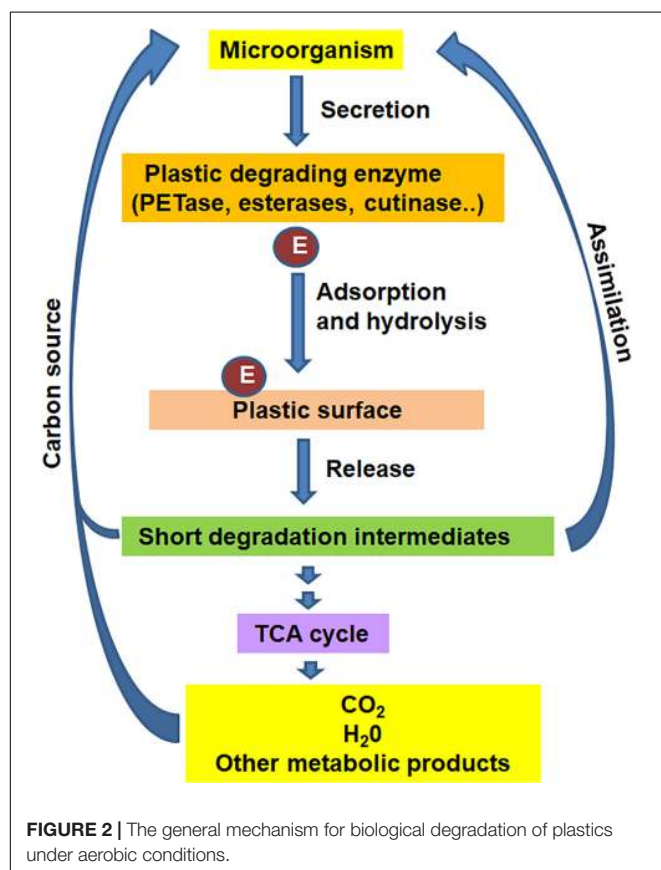 Microorganism
Secretion
Plastic degrading enzyme
(PETase, esterases, cutinase..)
E
Adsorption
and hydrolysis
E
Plastic surface
Release
Short degradation intermediates
TCA cycle
CO₂
H₂0
Other metabolic products
Carbon source
Assimilation
FIGURE 2 | The general mechanism for biological degradation of plastics
under aerobic conditions.